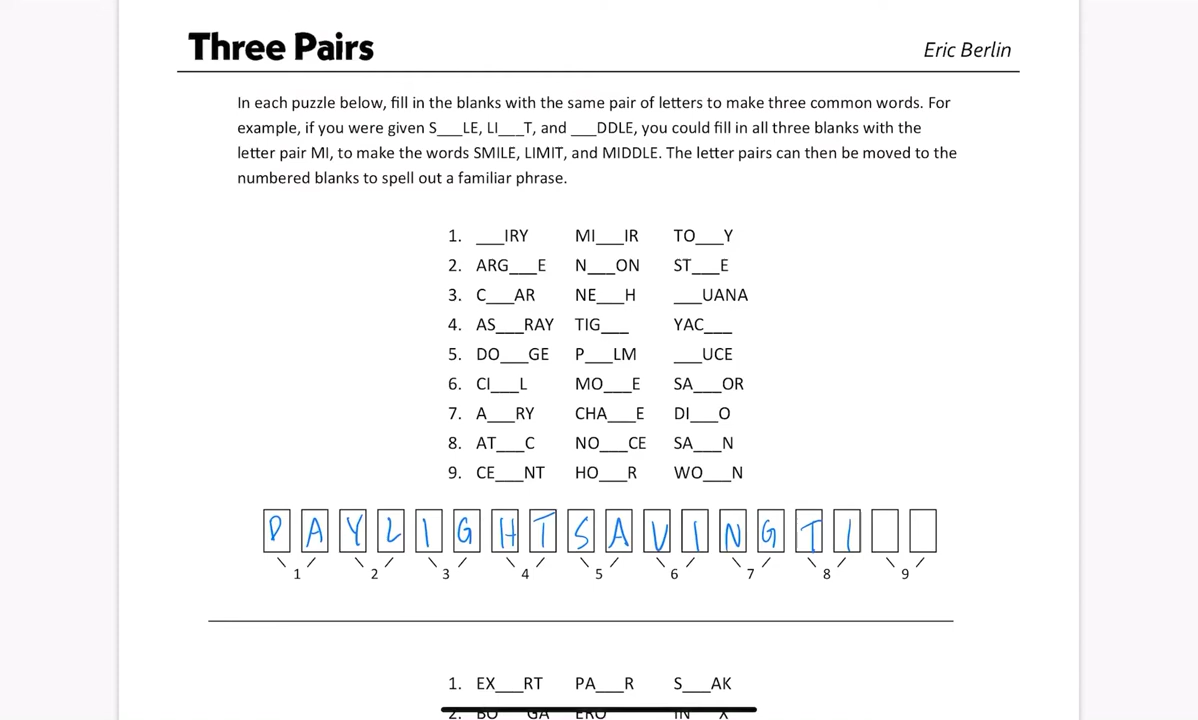 Three Pairs
Eric Berlin
In each puzzle below, fill in the blanks with the same pair of letters to make three common words. For
example, if you were given S___LE, LI___T, and ___DDLE, you could fill in all three blanks with the
letter pair MI, to make the words SMILE, LIMIT, and MIDDLE. The letter pairs can then be moved to the
numbered blanks to spell out a familiar phrase.
1. ___IRY MI___IR TO___Y
2. ARG___E N___ON ST___E
3. C___AR NE___H ___UANA
4. AS___RAY TIG___ YAC___
5. DO___GE P___LM ___UCE
6. CI___L MO___E SA___OR
7. A___RY CHA___E DI___O
8. AT___C NO___CE SA___N
9. CE___NT HO___R WO___N
D A Y L I G H T S A V I N G T I
1 2 3 4 5 6 7 8 9
1. EX___RT PA___R S___AK